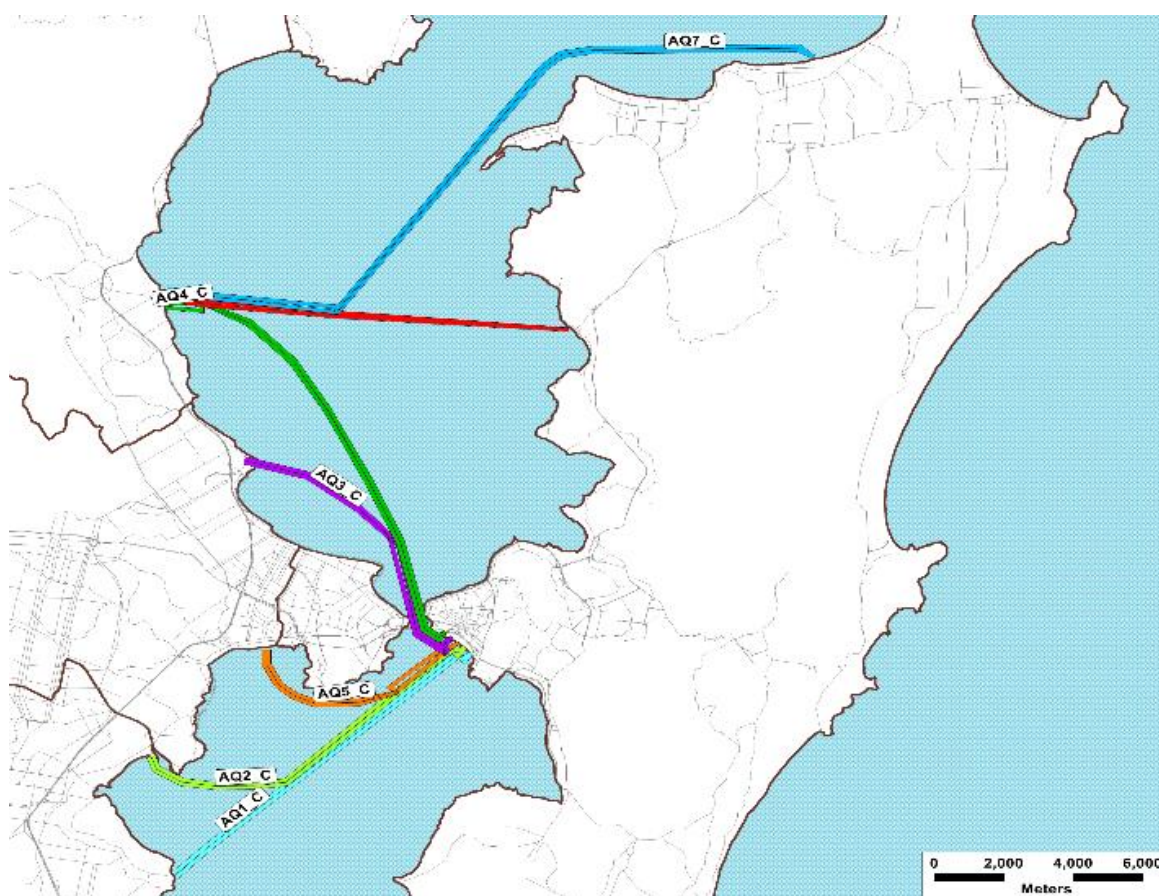 AQ7_C
AQ4_C
AQ3_C
AQ5_C
AQ2_C
AQ1_C
0 2,000 4,000 6,000
Meters